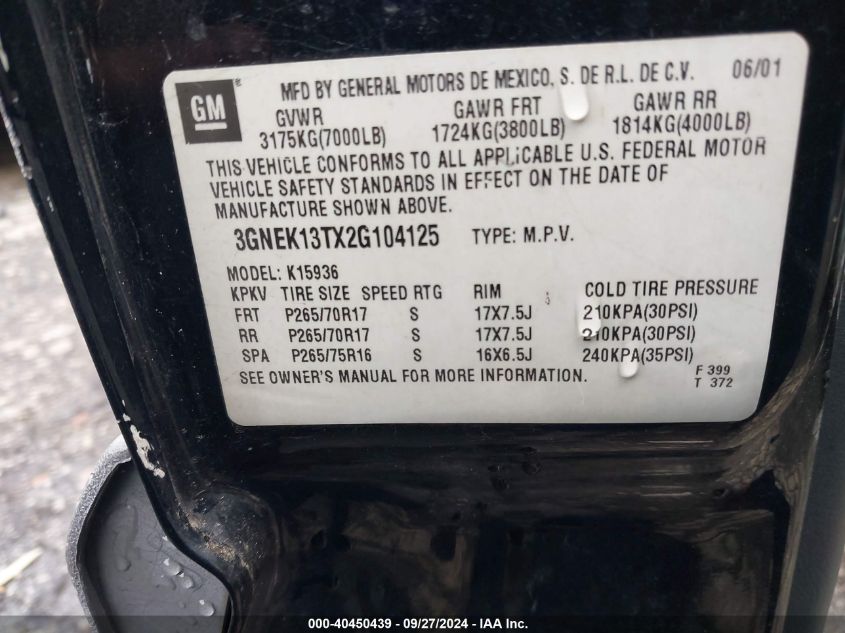 GM
®
MFD BY GENERAL MOTORS DE MEXICO, S. DE R.L. DE C.V. 06/01
GVWR GAWR FRT GAWR RR
3175KG(7000LB) 1724KG(3800LB) 1814KG(4000LB)
THIS VEHICLE CONFORMS TO ALL APPLICABLE U.S. FEDERAL MOTOR
VEHICLE SAFETY STANDARDS IN EFFECT ON THE DATE OF
MANUFACTURE SHOWN ABOVE.
3GNEK13TX2G104125 TYPE: M.P.V.
MODEL: K15936
KPKV TIRE SIZE SPEED RTG RIM COLD TIRE PRESSURE
FRT P265/70R17 S 17X7.5J 210KPA(30PSI)
RR P265/70R17 S 17X7.5J 210KPA(30PSI)
SPA P265/75R16 S 16X6.5J 240KPA(35PSI)
SEE OWNER'S MANUAL FOR MORE INFORMATION.
F 399
T 372
000-40450439 - 09/27/2024 - IAA Inc.